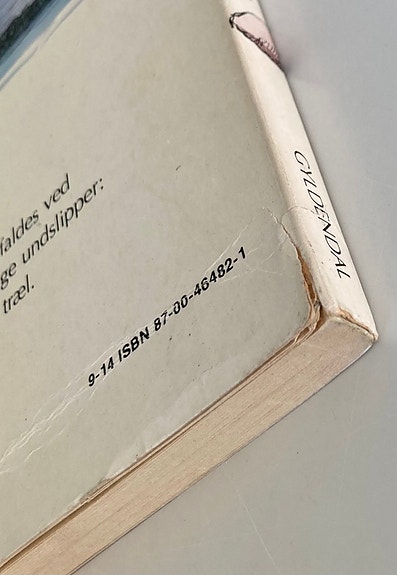 faldes ved
ge undslipper:
træl.
9-14 ISBN 87-00-46482-1
GYLDENDAL